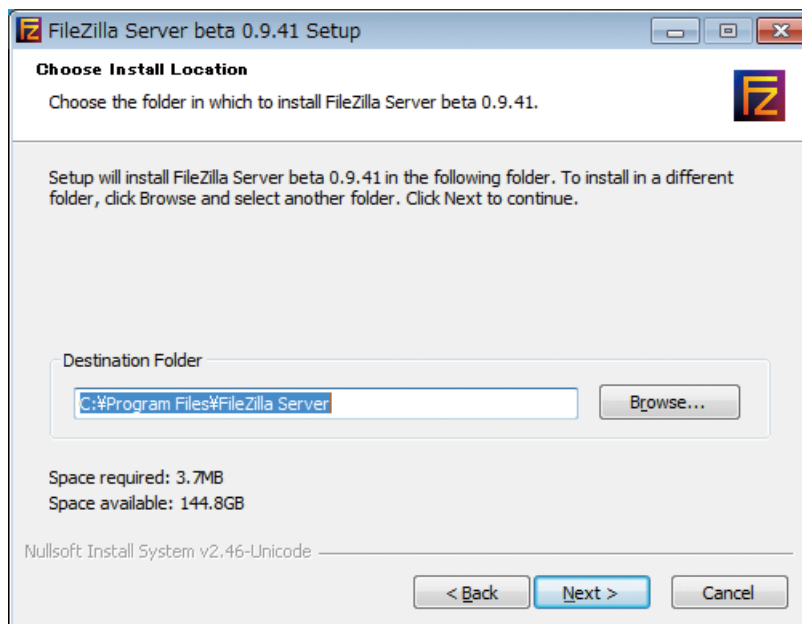 FileZilla Server beta 0.9.41 Setup
Choose Install Location
Choose the folder in which to install FileZilla Server beta 0.9.41.
Setup will install FileZilla Server beta 0.9.41 in the following folder. To install in a different
folder, click Browse and select another folder. Click Next to continue.
Destination Folder
C:¥Program Files¥FileZilla Server
Browse...
Space required: 3.7MB
Space available: 144.8GB
Nullsoft Install System v2.46-Unicode
< Back
Next >
Cancel